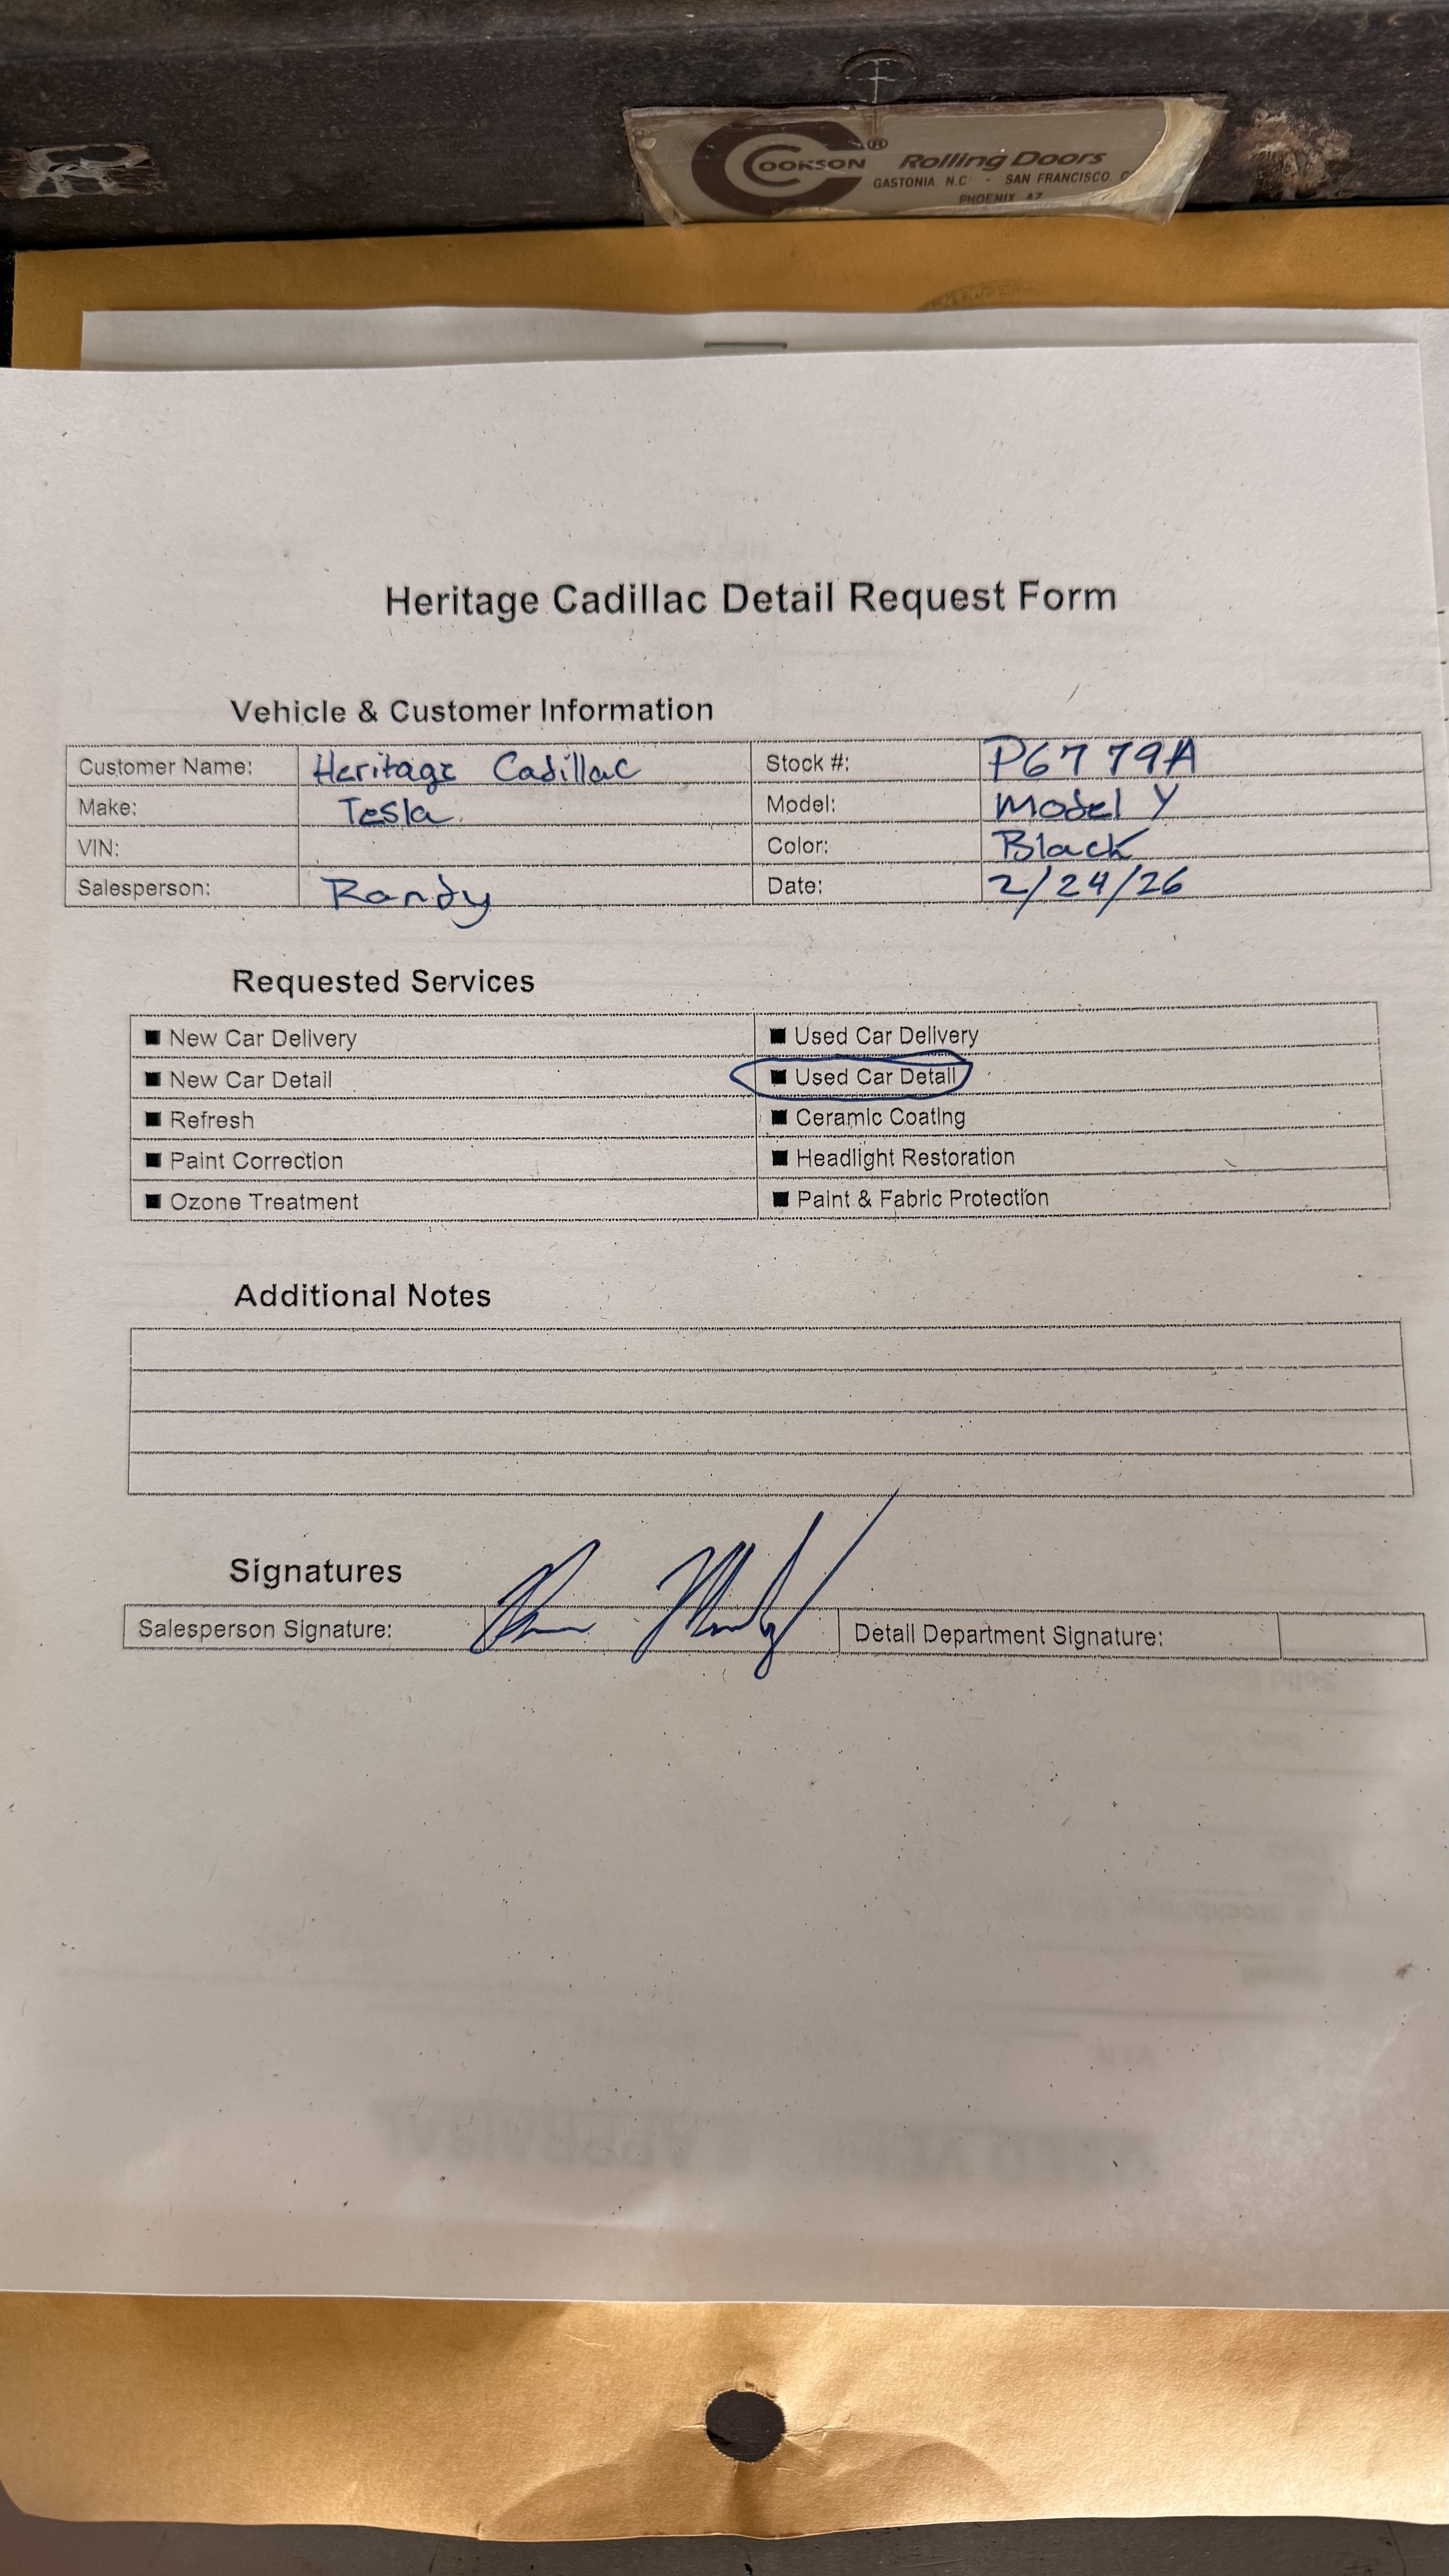 COOKSON ® Rolling Doors
GASTONIA N.C. - SAN FRANCISCO C
PHOENIX AZ
Heritage Cadillac Detail Request Form
Vehicle & Customer Information
Customer Name: Heritage Cadillac Stock #: P6779A
Make: Tesla Model: Model Y
VIN: Color: Black
Salesperson: Randy Date: 2/24/26
Requested Services
■ New Car Delivery ■ Used Car Delivery
■ New Car Detail ■ Used Car Detail
■ Refresh ■ Ceramic Coating
■ Paint Correction ■ Headlight Restoration
■ Ozone Treatment ■ Paint & Fabric Protection
Additional Notes
Signatures
Salesperson Signature: Detail Department Signature: